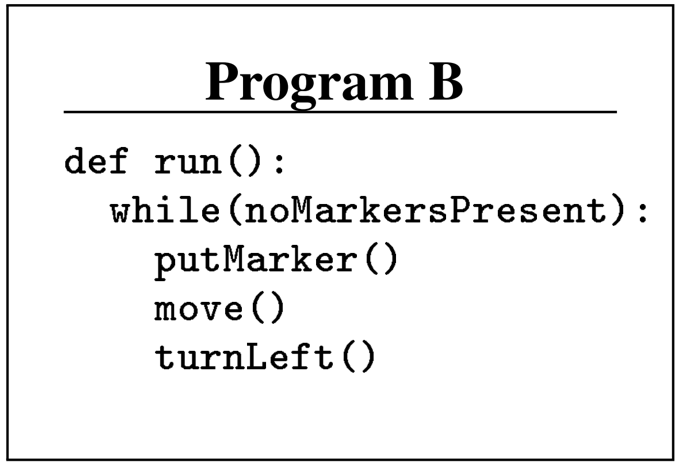 Program B
def run():
  while(noMarkersPresent):
    putMarker()
    move()
    turnLeft()